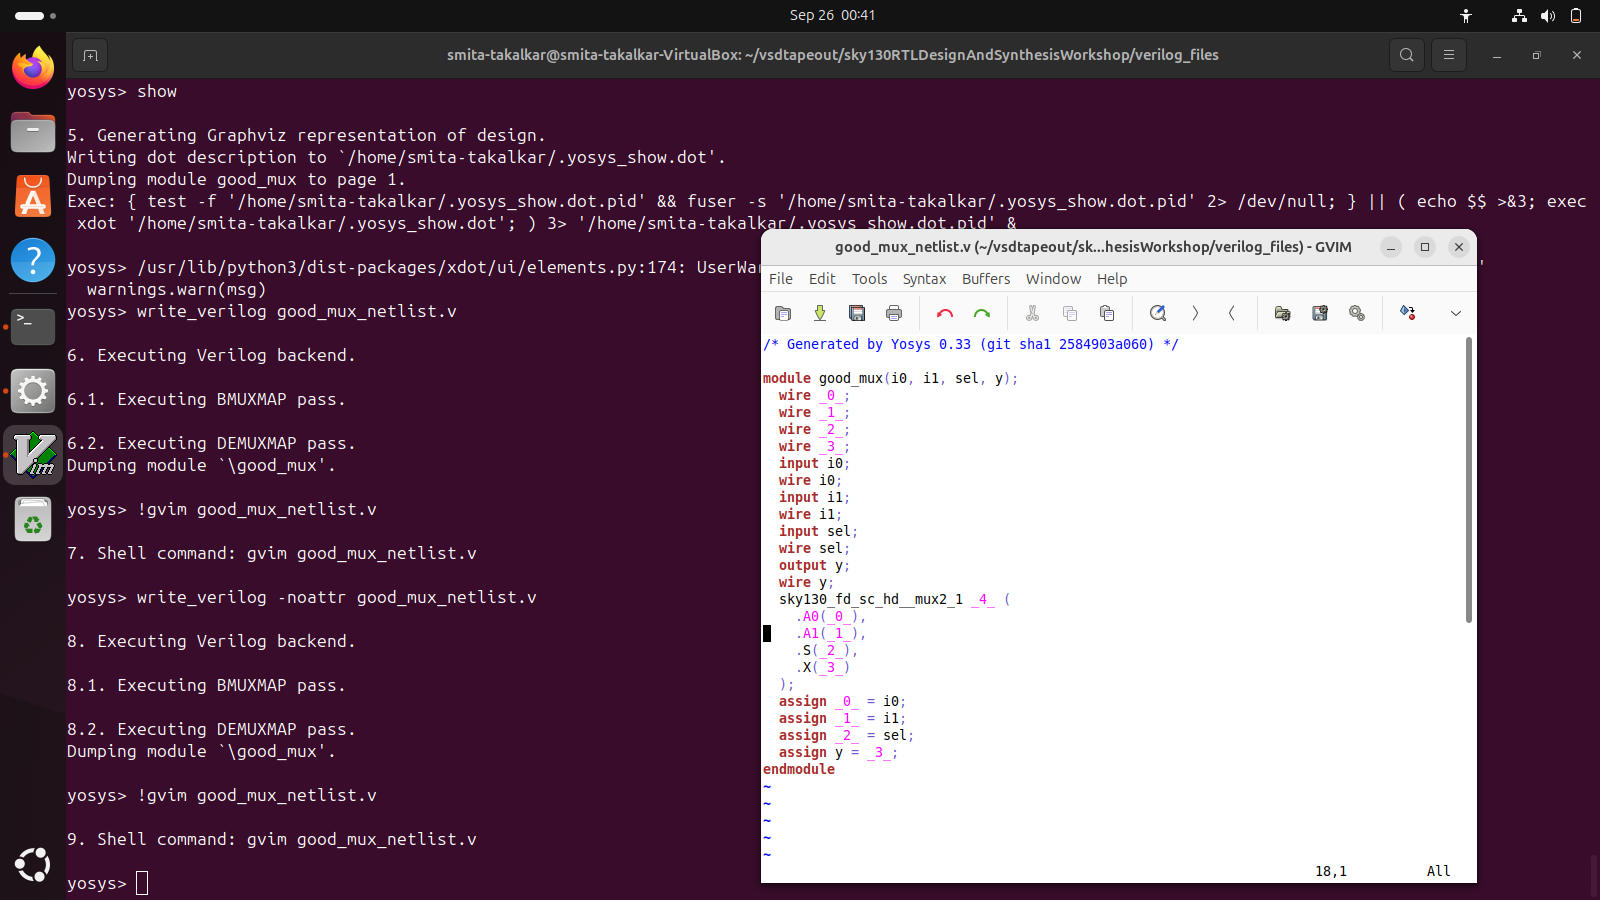 Sep 26 00:41
smita-takalkar@smita-takalkar-VirtualBox: ~/vsdtapeout/sky130RTLDesignAndSynthesisWorkshop/verilog_files
yosys> show
5. Generating Graphviz representation of design.
Writing dot description to `/home/smita-takalkar/.yosys_show.dot'.
Dumping module good_mux to page 1.
Exec: { test -f '/home/smita-takalkar/.yosys_show.dot.pid' && fuser -s '/home/smita-takalkar/.yosys_show.dot.pid' 2> /dev/null; } || ( echo $$ >&3; exec
xdot '/home/smita-takalkar/.yosys_show.dot'; ) 3> '/home/smita-takalkar/.yosys_show.dot.pid' &
yosys> /usr/lib/python3/dist-packages/xdot/ui/elements.py:174: UserWar
warnings.warn(msg)
yosys> write_verilog good_mux_netlist.v
6. Executing Verilog backend.
6.1. Executing BMUXMAP pass.
6.2. Executing DEMUXMAP pass.
Dumping module `\good_mux'.
yosys> !gvim good_mux_netlist.v
7. Shell command: gvim good_mux_netlist.v
yosys> write_verilog -noattr good_mux_netlist.v
8. Executing Verilog backend.
8.1. Executing BMUXMAP pass.
8.2. Executing DEMUXMAP pass.
Dumping module `\good_mux'.
yosys> !gvim good_mux_netlist.v
9. Shell command: gvim good_mux_netlist.v
yosys>
good_mux_netlist.v (~/vsdtapeout/sk...hesisWorkshop/verilog_files) - GVIM
File Edit Tools Syntax Buffers Window Help
/* Generated by Yosys 0.33 (git sha1 2584903a060) */
module good_mux(i0, i1, sel, y);
wire _0_;
wire _1_;
wire _2_;
wire _3_;
input i0;
wire i0;
input i1;
wire i1;
input sel;
wire sel;
output y;
wire y;
sky130_fd_sc_hd__mux2_1 _4_ (
.A0(_0_),
.A1(_1_),
.S(_2_),
.X(_3_)
);
assign _0_ = i0;
assign _1_ = i1;
assign _2_ = sel;
assign y = _3_;
endmodule
~
~
~
~
~
18,1 All